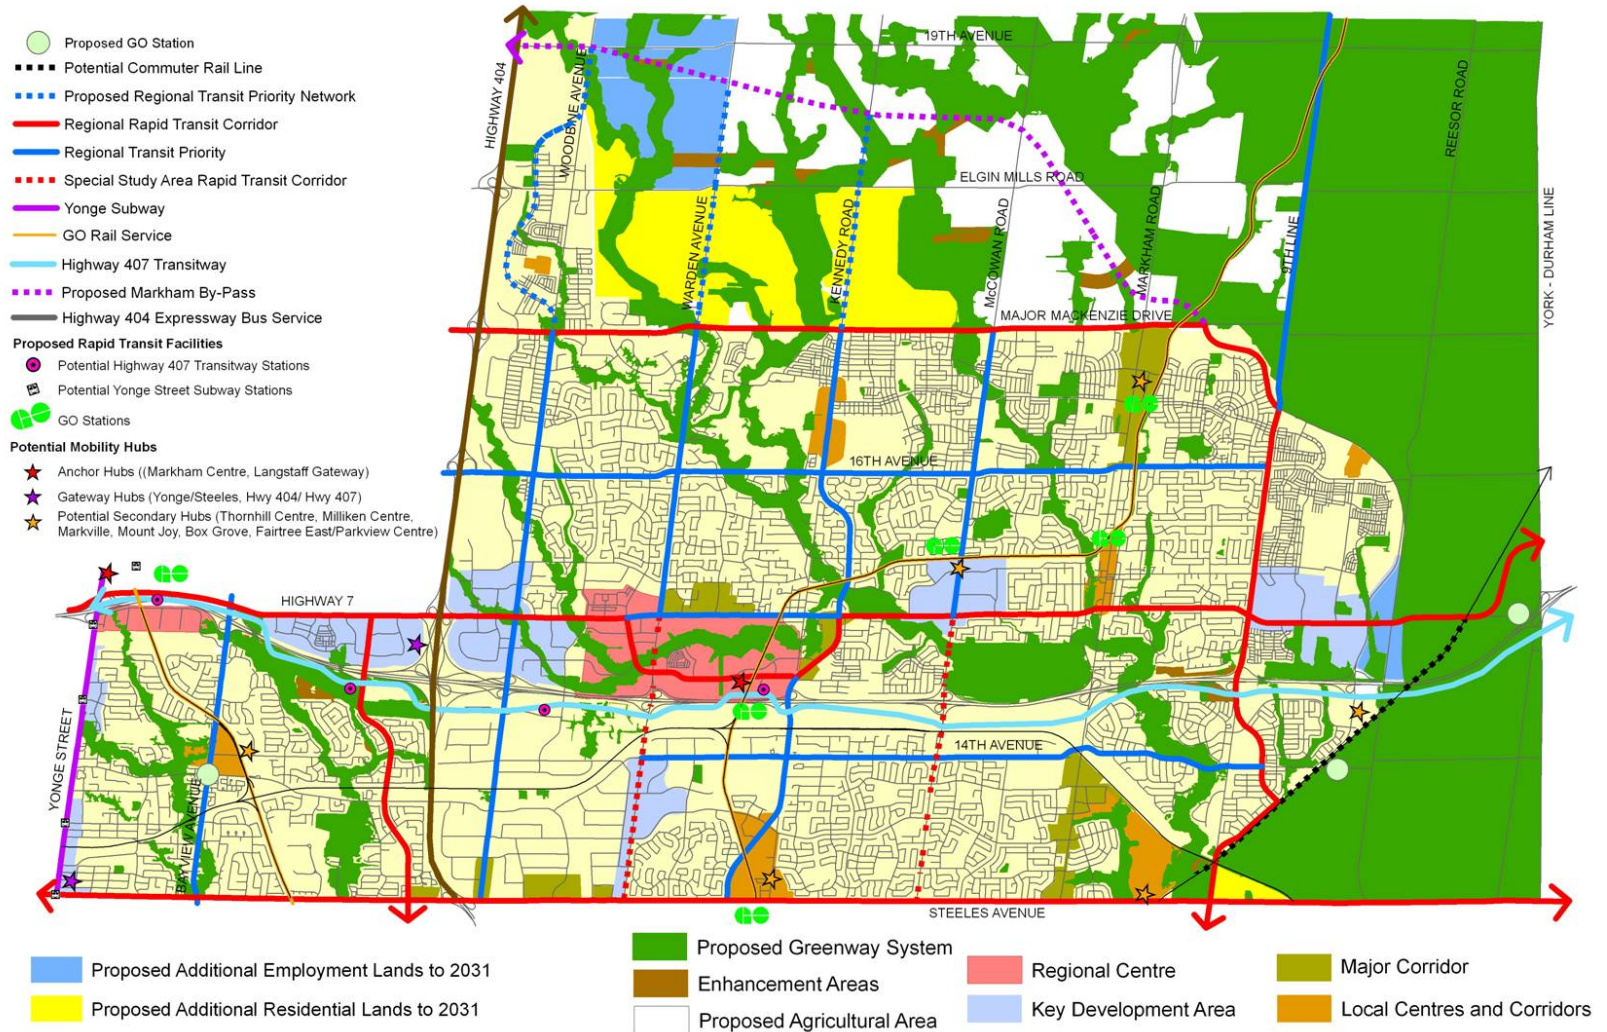 Proposed GO Station
Potential Commuter Rail Line
Proposed Regional Transit Priority Network
Regional Rapid Transit Corridor
Regional Transit Priority
Special Study Area Rapid Transit Corridor
Yonge Subway
GO Rail Service
Highway 407 Transitway
Proposed Markham By-Pass
Highway 404 Expressway Bus Service
Proposed Rapid Transit Facilities
Potential Highway 407 Transitway Stations
Potential Yonge Street Subway Stations
GO Stations
Potential Mobility Hubs
Anchor Hubs ((Markham Centre, Langstaff Gateway)
Gateway Hubs (Yonge/Steeles, Hwy 404/ Hwy 407)
Potential Secondary Hubs (Thornhill Centre, Milliken Centre,
Markville, Mount Joy, Box Grove, Fairtree East/Parkview Centre)
HIGHWAY 404
WOODBINE AVENUE
19TH AVENUE
REESOR ROAD
ELGIN MILLS ROAD
WARDEN AVENUE
KENNEDY ROAD
McCOWAN ROAD
MARKHAM ROAD
9TH LINE
YORK - DURHAM LINE
MAJOR MACKENZIE DRIVE
16TH AVENUE
HIGHWAY 7
14TH AVENUE
YONGE STREET
BAYVIEW AVENUE
STEELES AVENUE
Proposed Additional Employment Lands to 2031
Proposed Additional Residential Lands to 2031
Proposed Greenway System
Enhancement Areas
Proposed Agricultural Area
Regional Centre
Key Development Area
Major Corridor
Local Centres and Corridors